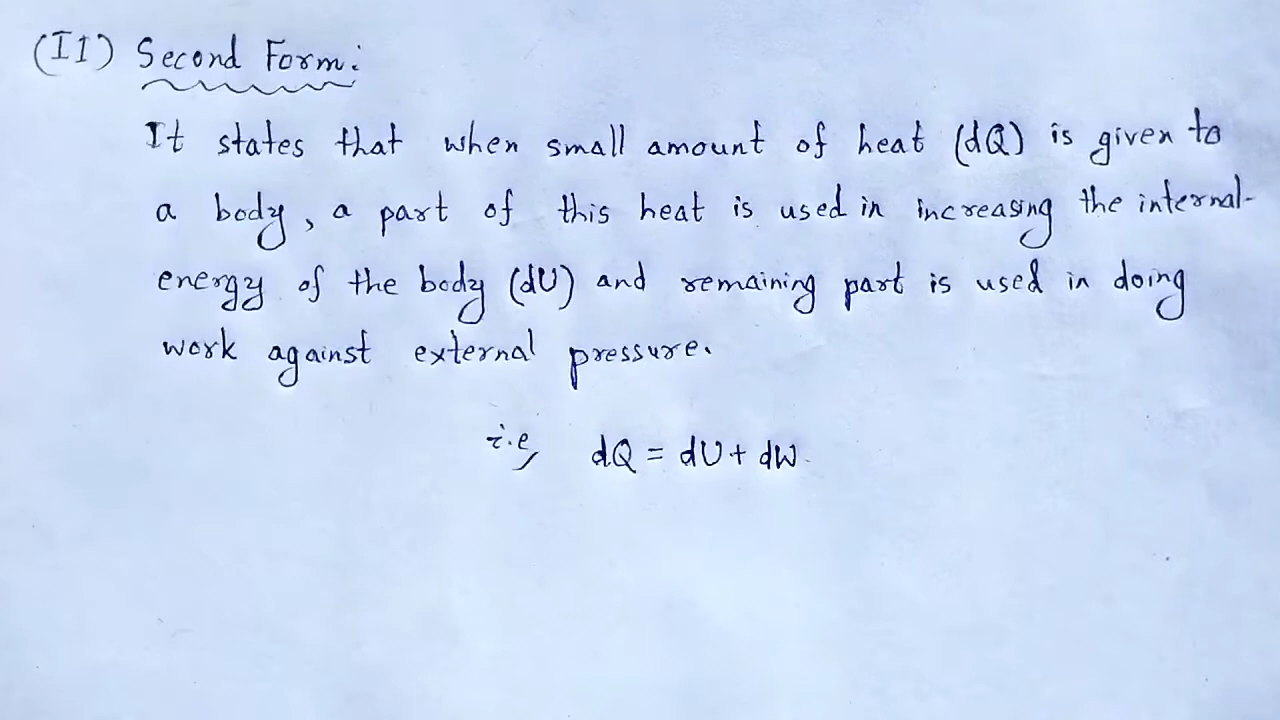 (II) Second Form:
It states that when small amount of heat (dQ) is given to
a body, a part of this heat is used in increasing the internal-
energy of the body (dU) and remaining part is used in doing
work against external pressure.
i.e, dQ = dU + dW.